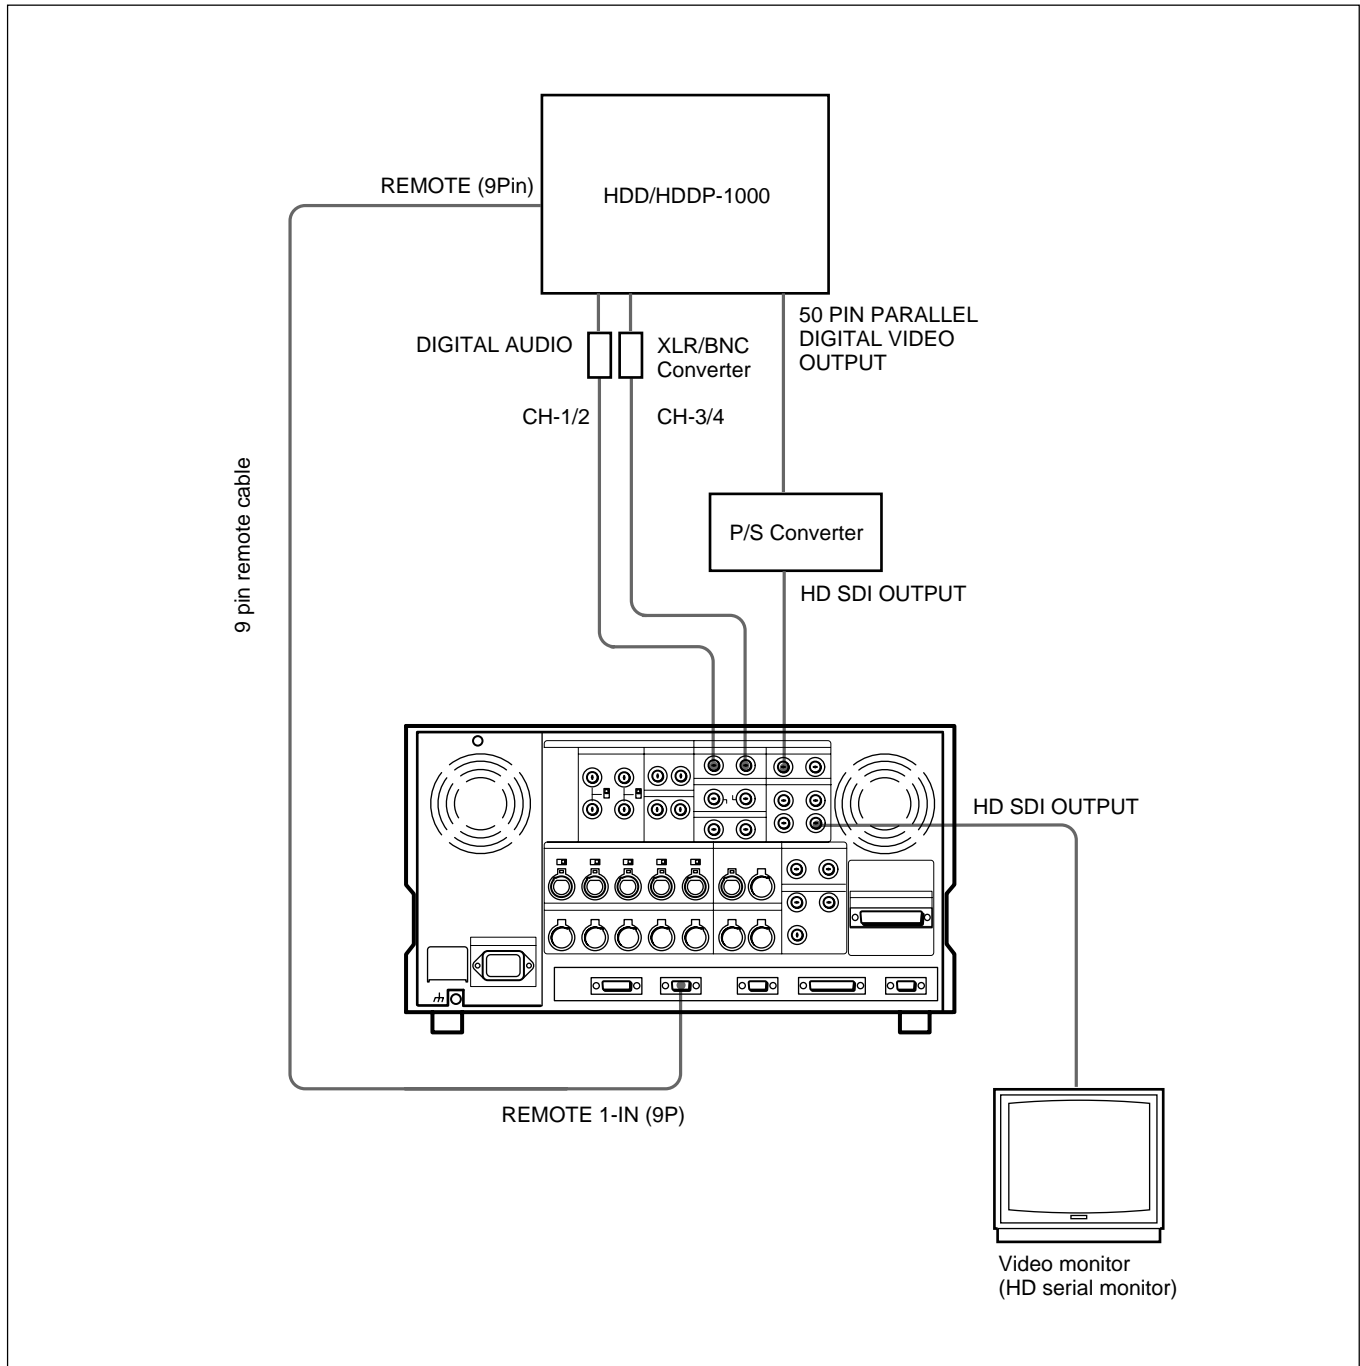 REMOTE (9Pin)
HDD/HDDP-1000
50 PIN PARALLEL
DIGITAL VIDEO
OUTPUT
DIGITAL AUDIO
XLR/BNC
Converter
CH-1/2
CH-3/4
9 pin remote cable
P/S Converter
HD SDI OUTPUT
HD SDI OUTPUT
REMOTE 1-IN (9P)
Video monitor
(HD serial monitor)